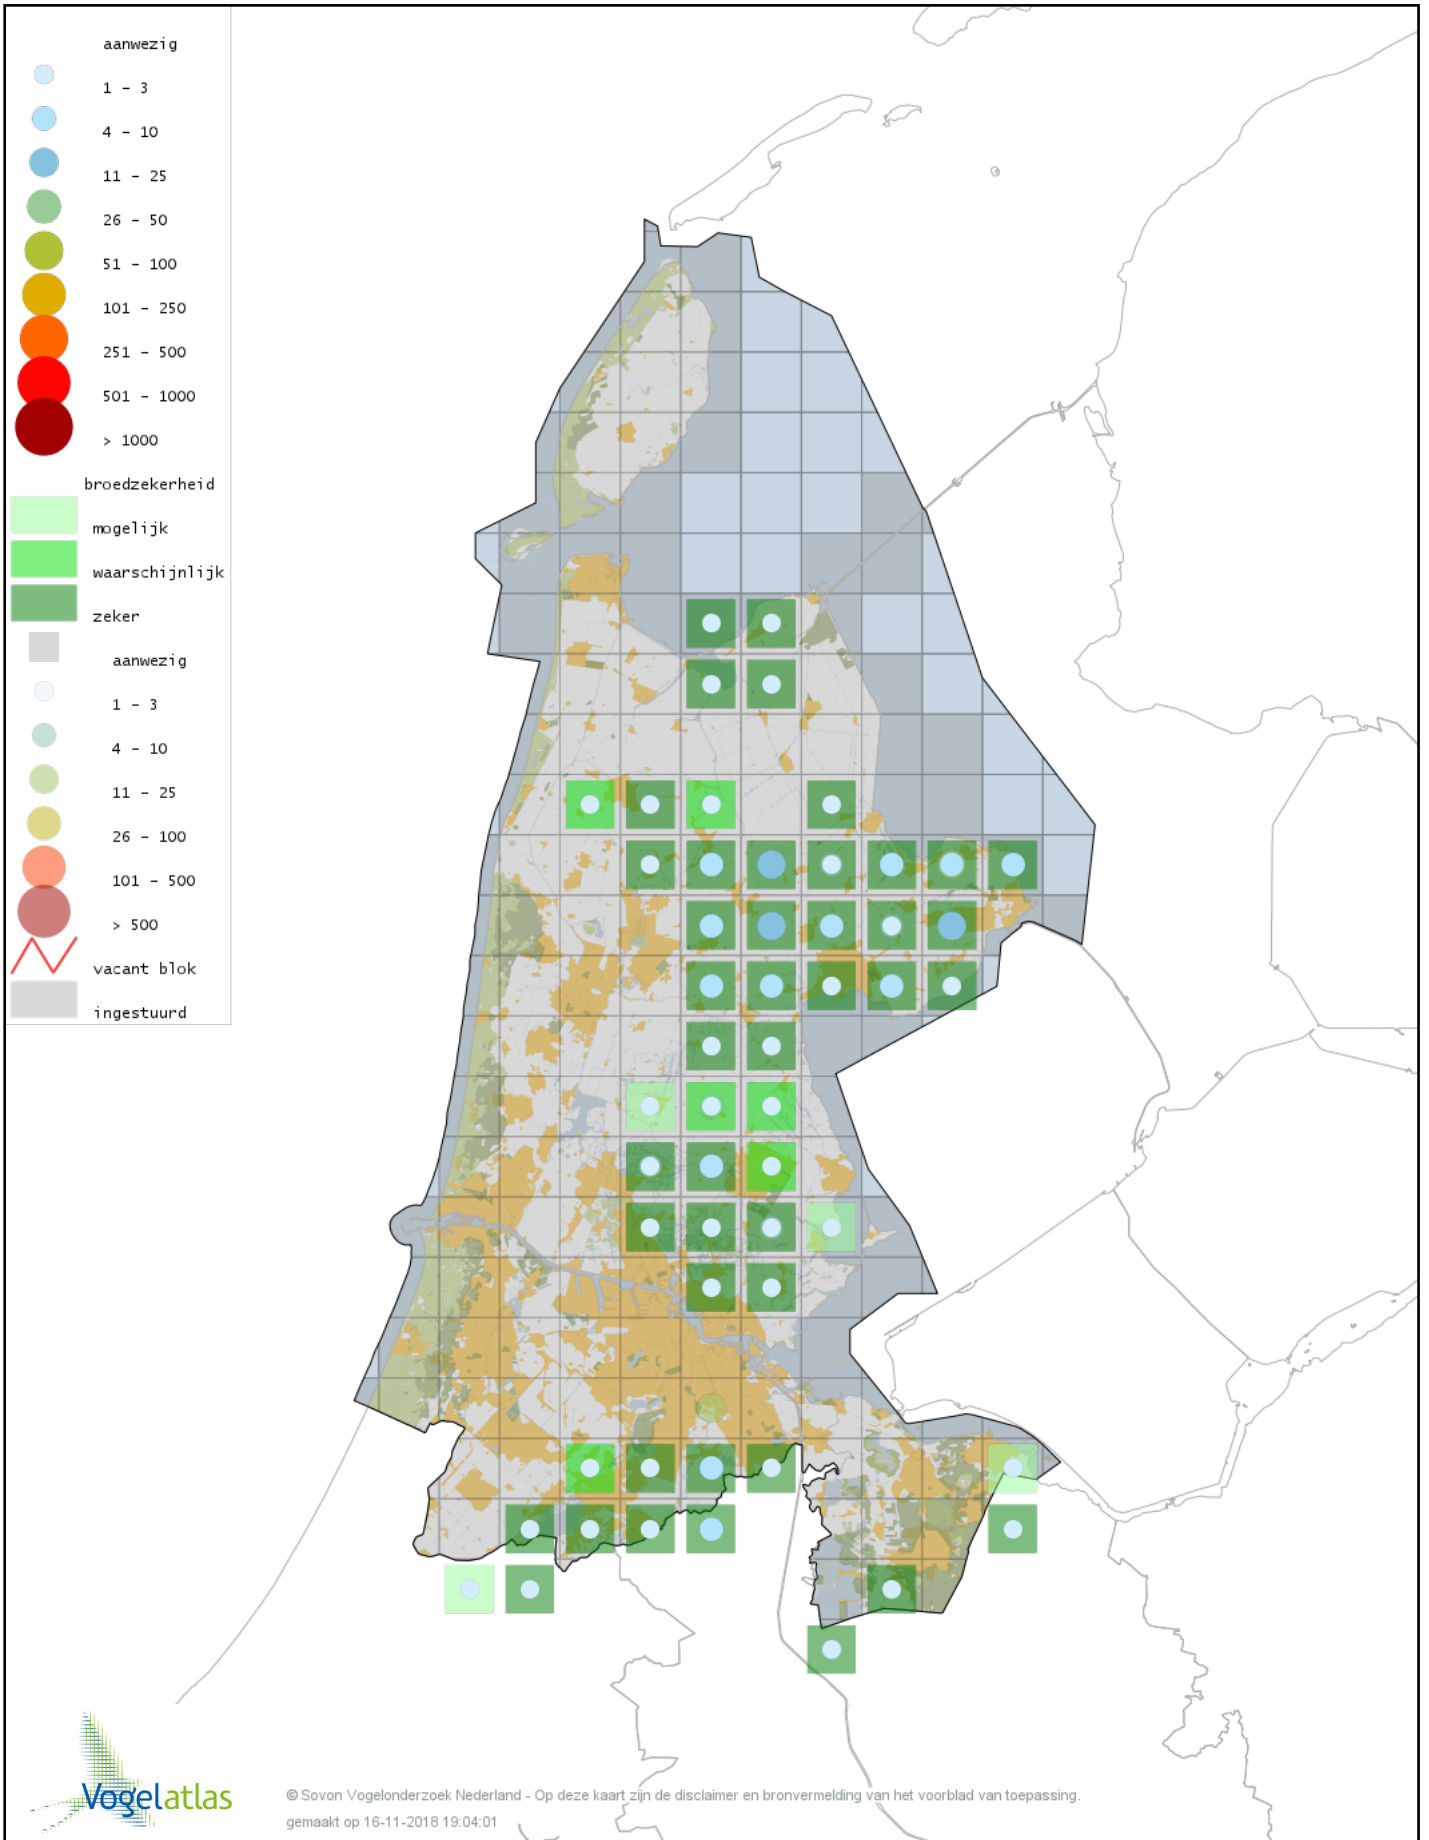 aanwezig
1 - 3
4 - 10
11 - 25
26 - 50
51 - 100
101 - 250
251 - 500
501 - 1000
> 1000
broedzekerheid
mogelijk
waarschijnlijk
zeker
aanwezig
1 - 3
4 - 10
11 - 25
26 - 100
101 - 500
> 500
vacant blok
ingestuurd
Vogelatlas
© Sovon Vogelonderzoek Nederland - Op deze kaart zijn de disclaimer en bronvermelding van het voorblad van toepassing.
gemaakt op 16-11-2018 19:04:01